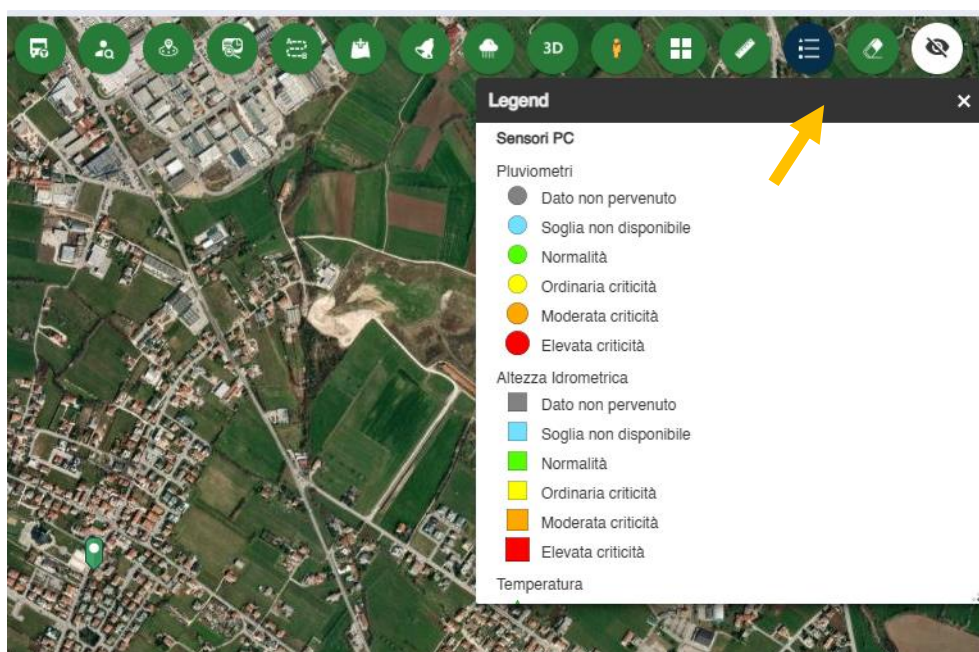 3D
Legend
Sensori PC
Pluviometri
Dato non pervenuto
Soglia non disponibile
Normalità
Ordinaria criticità
Moderata criticità
Elevata criticità
Altezza Idrometrica
Dato non pervenuto
Soglia non disponibile
Normalità
Ordinaria criticità
Moderata criticità
Elevata criticità
Temperatura